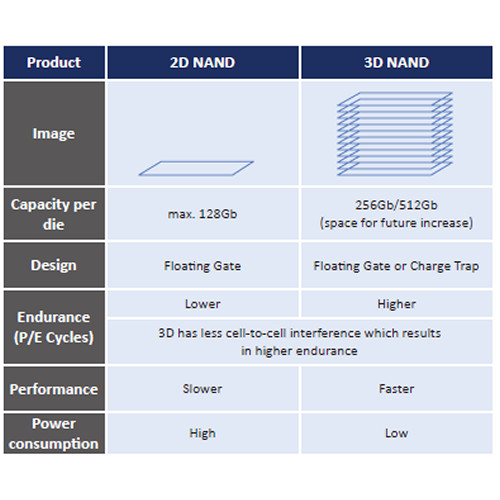 Product 2D NAND 3D NAND
Image
Capacity per
die
max. 128Gb
256Gb/512Gb
(space for future increase)
Design Floating Gate Floating Gate or Charge Trap
Endurance
(P/E Cycles)
Lower Higher
3D has less cell-to-cell interference which results
in higher endurance
Performance Slower Faster
Power
consumption
High Low